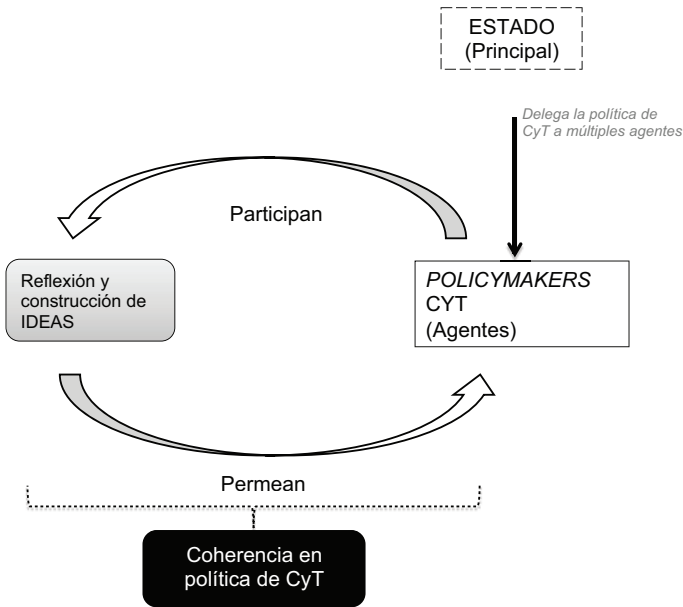 ESTADO
(Principal)
Delega la política de
CyT a múltiples agentes
Participan
Reflexión y
construcción de
IDEAS
POLICYMAKERS
CYT
(Agentes)
Permean
Coherencia en
política de CyT